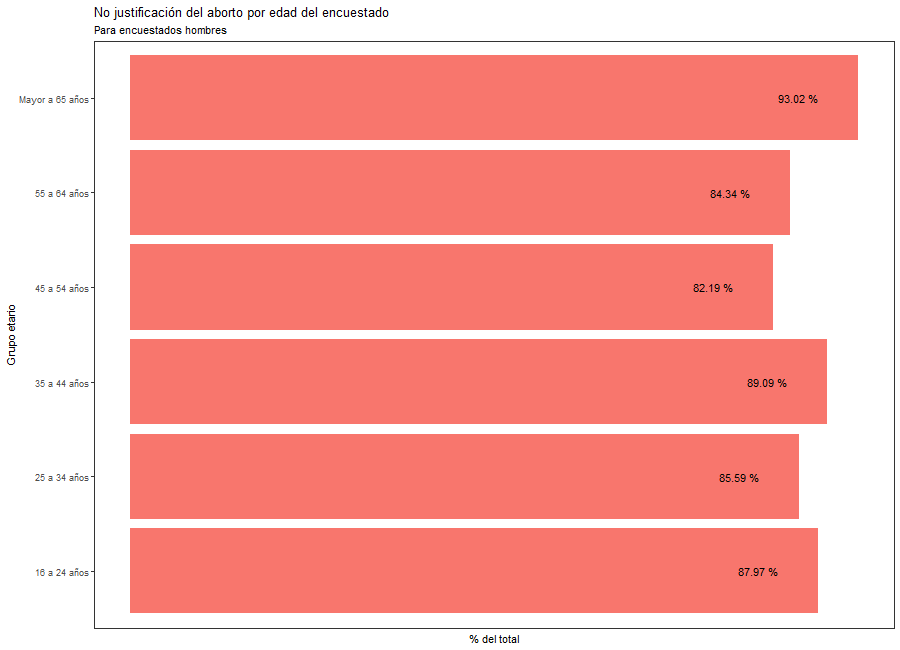 No justificación del aborto por edad del encuestado
Para encuestados hombres
Grupo etario
Mayor a 65 años
93.02 %
55 a 64 años
84.34 %
45 a 54 años
82.19 %
35 a 44 años
89.09 %
25 a 34 años
85.59 %
16 a 24 años
87.97 %
% del total